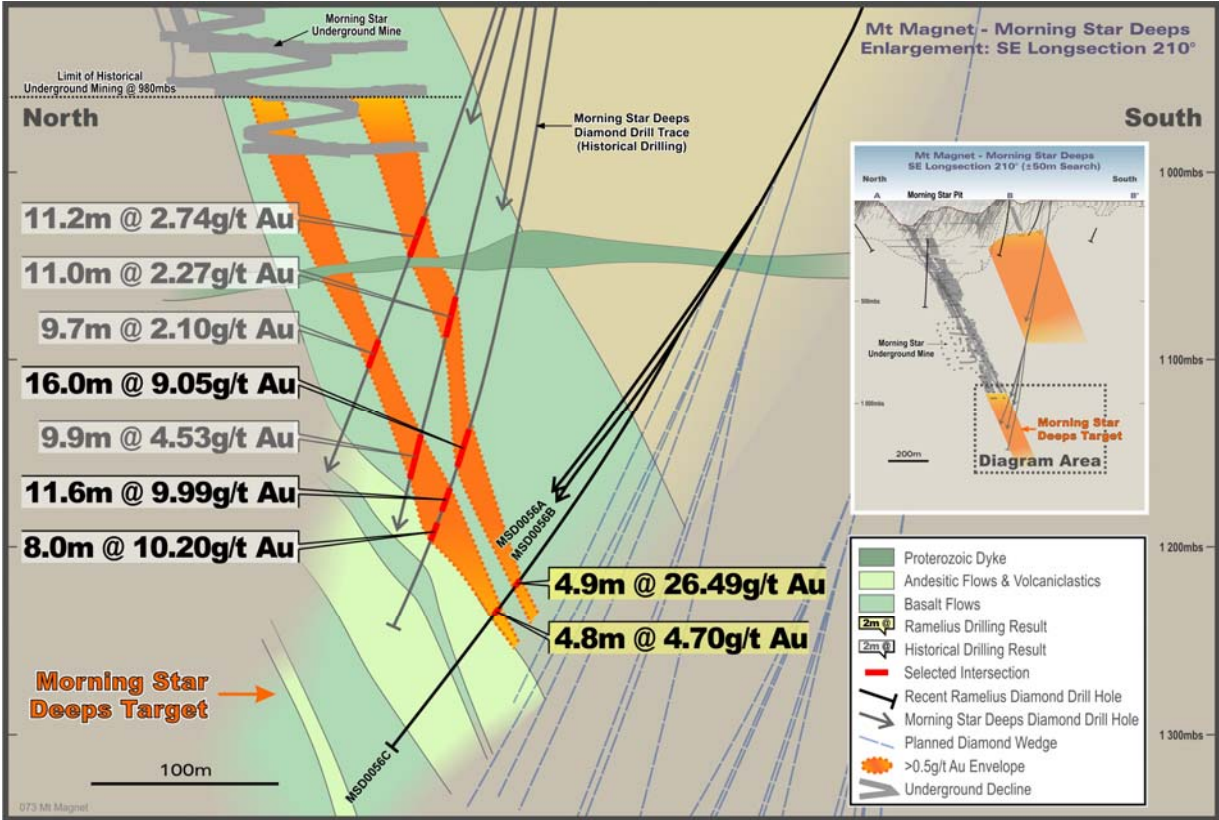 Mt Magnet - Morning Star Deeps
Enlargement: SE Longsection 210°
Morning Star
Underground Mine
Limit of Historical
Underground Mining @ 980mbs
North
South
Morning Star Deeps
Diamond Drill Trace
(Historical Drilling)
1 000mbs
1 100mbs
1 200mbs
1 300mbs
11.2m @ 2.74g/t Au
11.0m @ 2.27g/t Au
9.7m @ 2.10g/t Au
16.0m @ 9.05g/t Au
9.9m @ 4.53g/t Au
11.6m @ 9.99g/t Au
8.0m @ 10.20g/t Au
MSD0056A
MSD0056B
4.9m @ 26.49g/t Au
4.8m @ 4.70g/t Au
Morning Star
Deeps Target
MSD0056C
100m
073 Mt Magnet
Mt Magnet - Morning Star Deeps
SE Longsection 210° (±50m Search)
North
South
A
Morning Star Pit
B
B'
500mbs
Morning Star
Underground Mine
1 000mbs
Morning Star
Deeps Target
200m
Diagram Area
Proterozoic Dyke
Andesitic Flows & Volcaniclastics
Basalt Flows
2m @ Ramelius Drilling Result
2m @ Historical Drilling Result
Selected Intersection
Recent Ramelius Diamond Drill Hole
Morning Star Deeps Diamond Drill Hole
Planned Diamond Wedge
>0.5g/t Au Envelope
Underground Decline